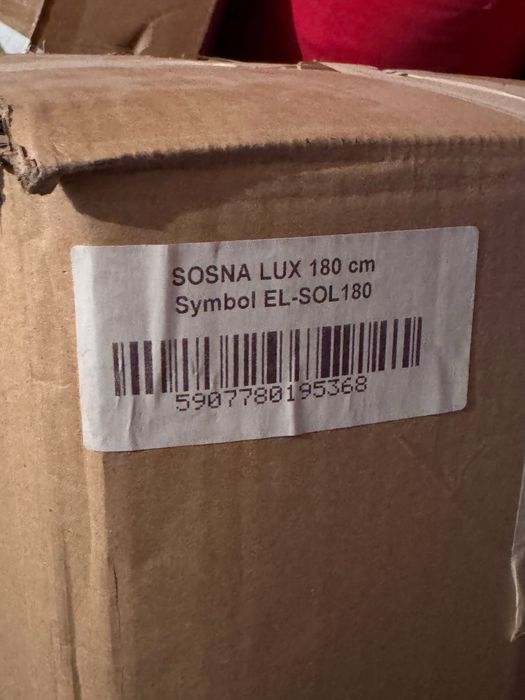 SOSNA LUX 180 cm
Symbol EL-SOL180
5907780195368